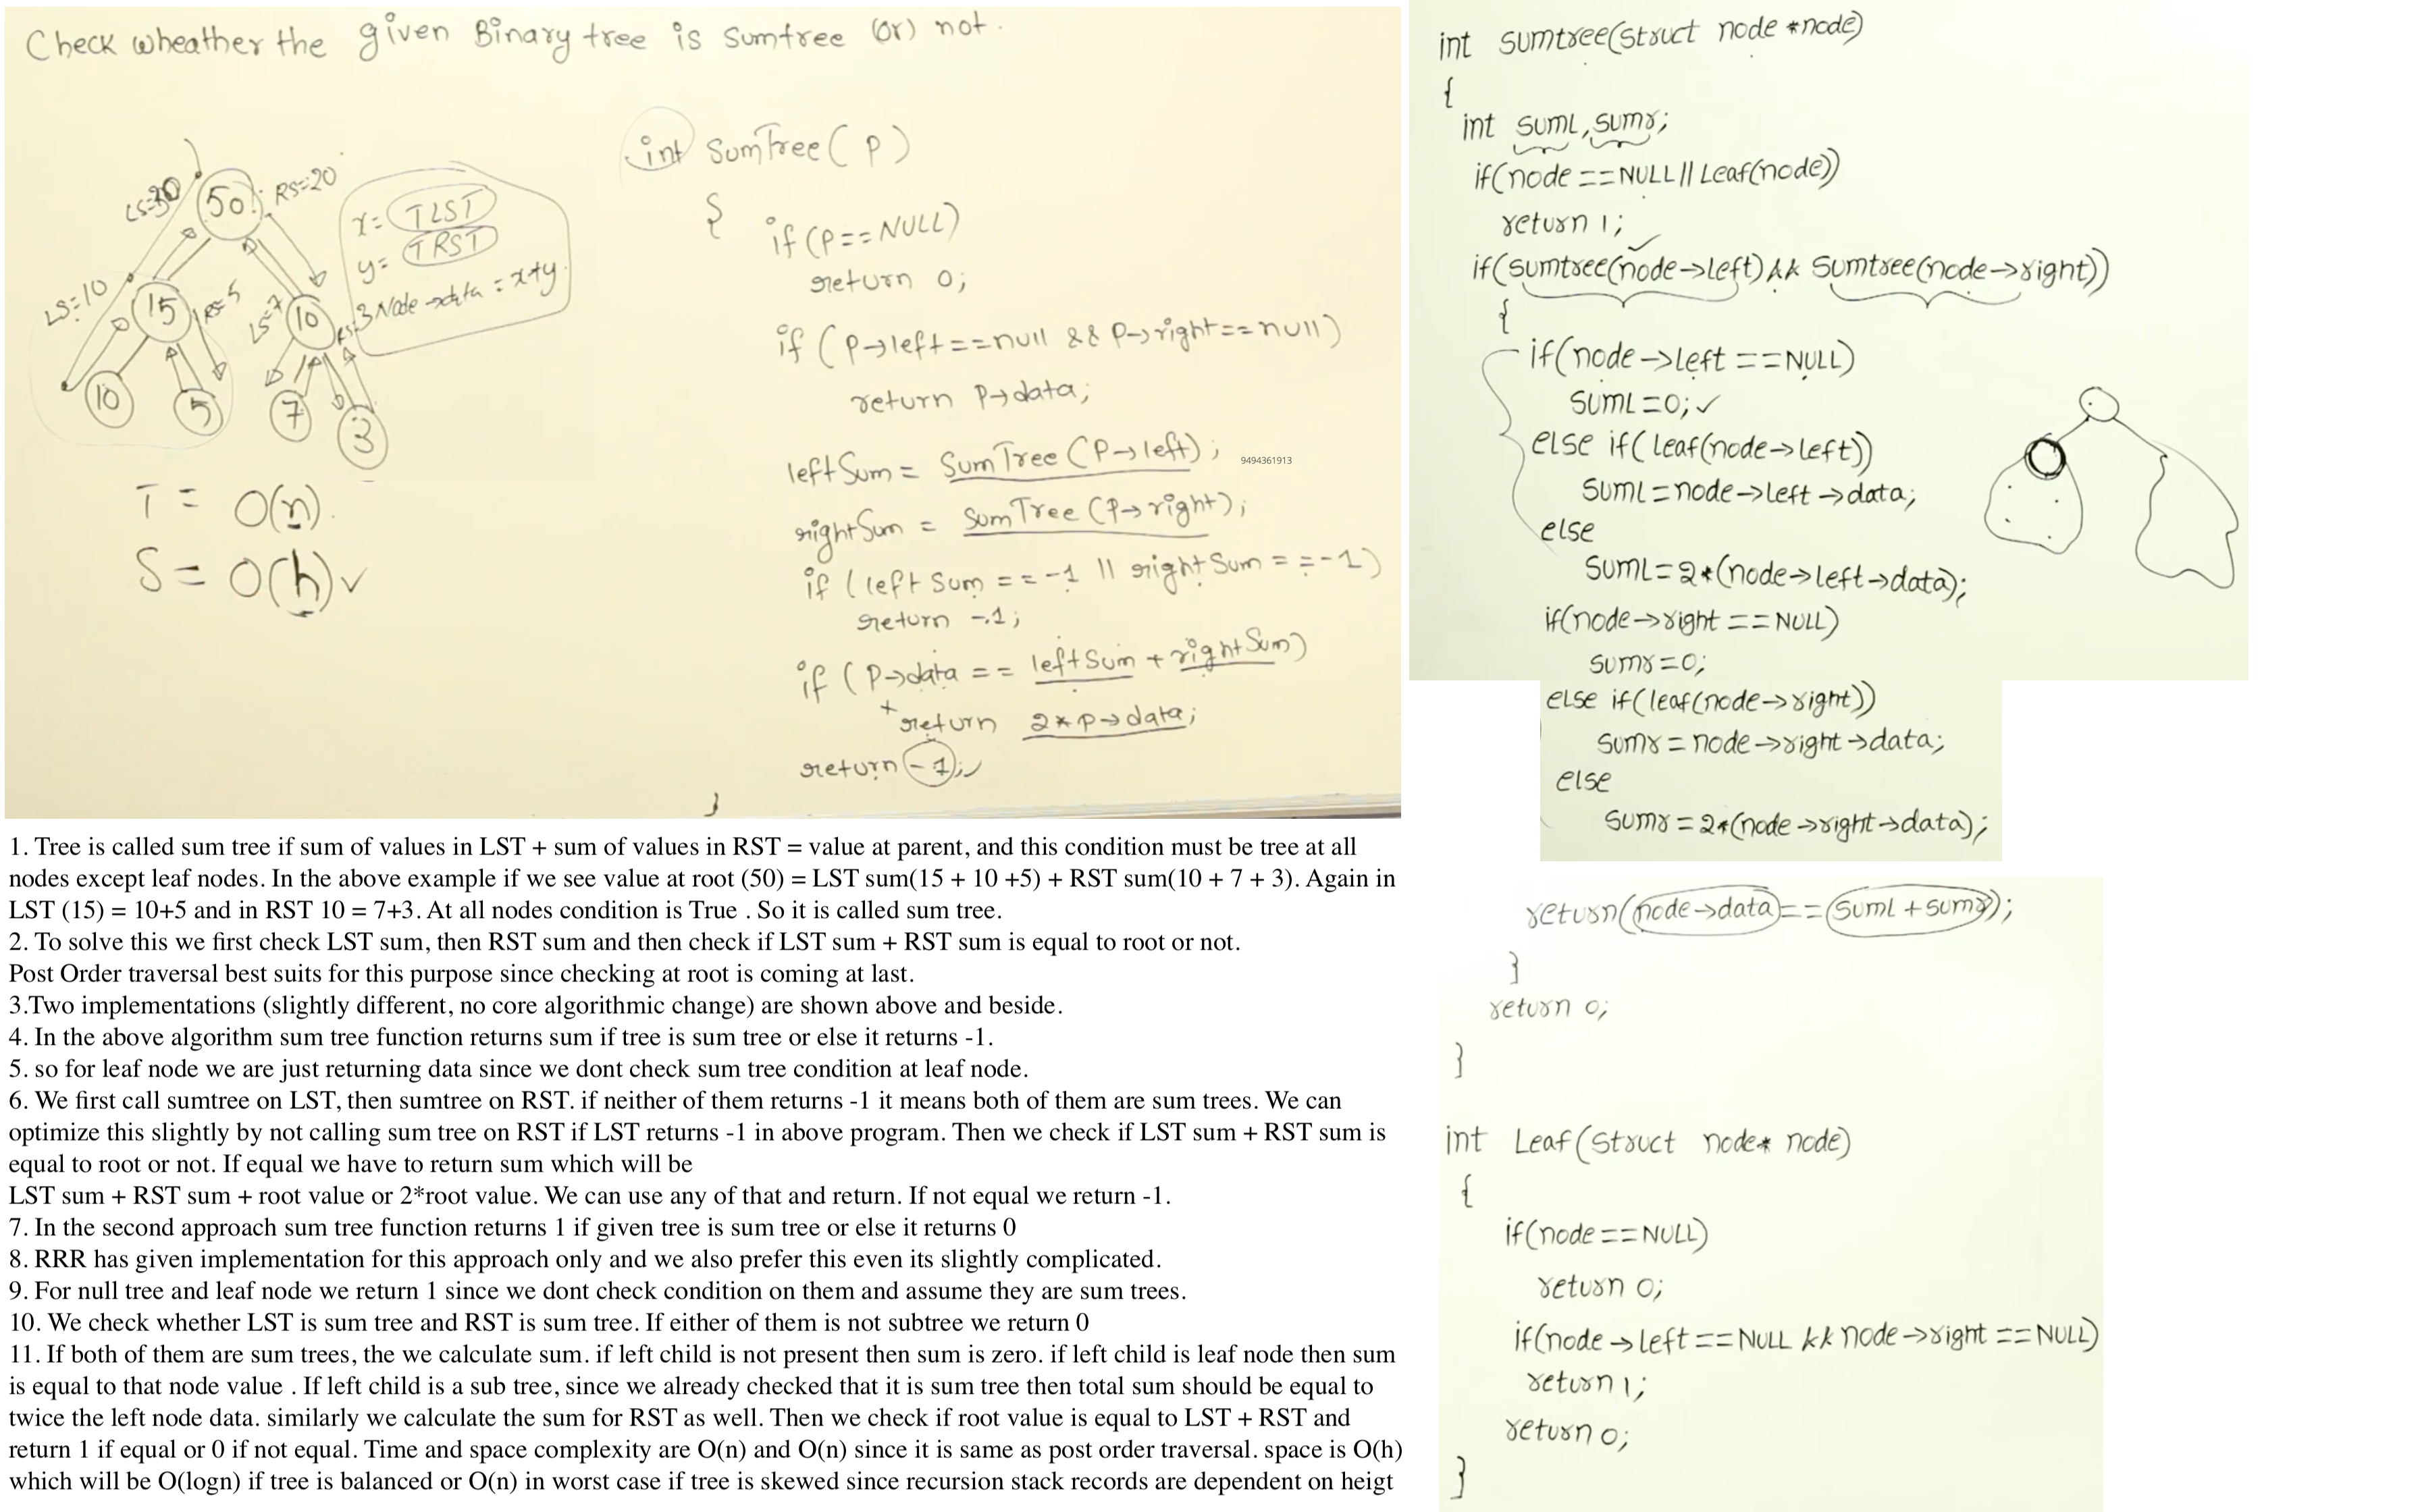 Check wheather the given Binary tree is Sumtree (or) not.
50
RS=20
15
LS=10
RS=5
10
LS=7
RS=3
10
5
7
3
x= TLST
y= TRST
Node→data = x+y
T = O(n).
S = O(h)✓
int SumTree( P )
{
if (P==NULL)
return 0;
if ( P→left==null && P→right==null)
return P→data;
leftSum = SumTree (P→left);
9494361913
rightSum = SumTree (P→right);
if ( left Sum == -1 || right Sum == -1)
return -1;
if ( P→data == leftSum + rightSum)
return 2*P→data;
return -1;✓
}
1. Tree is called sum tree if sum of values in LST + sum of values in RST = value at parent, and this condition must be tree at all
nodes except leaf nodes. In the above example if we see value at root (50) = LST sum(15 + 10 +5) + RST sum(10 + 7 + 3). Again in
LST (15) = 10+5 and in RST 10 = 7+3. At all nodes condition is True . So it is called sum tree.
2. To solve this we first check LST sum, then RST sum and then check if LST sum + RST sum is equal to root or not.
Post Order traversal best suits for this purpose since checking at root is coming at last.
3.Two implementations (slightly different, no core algorithmic change) are shown above and beside.
4. In the above algorithm sum tree function returns sum if tree is sum tree or else it returns -1.
5. so for leaf node we are just returning data since we dont check sum tree condition at leaf node.
6. We first call sumtree on LST, then sumtree on RST. if neither of them returns -1 it means both of them are sum trees. We can
optimize this slightly by not calling sum tree on RST if LST returns -1 in above program. Then we check if LST sum + RST sum is
equal to root or not. If equal we have to return sum which will be
LST sum + RST sum + root value or 2*root value. We can use any of that and return. If not equal we return -1.
7. In the second approach sum tree function returns 1 if given tree is sum tree or else it returns 0
8. RRR has given implementation for this approach only and we also prefer this even its slightly complicated.
9. For null tree and leaf node we return 1 since we dont check condition on them and assume they are sum trees.
10. We check whether LST is sum tree and RST is sum tree. If either of them is not subtree we return 0
11. If both of them are sum trees, the we calculate sum. if left child is not present then sum is zero. if left child is leaf node then sum
is equal to that node value . If left child is a sub tree, since we already checked that it is sum tree then total sum should be equal to
twice the left node data. similarly we calculate the sum for RST as well. Then we check if root value is equal to LST + RST and
return 1 if equal or 0 if not equal. Time and space complexity are O(n) and O(n) since it is same as post order traversal. space is O(h)
which will be O(logn) if tree is balanced or O(n) in worst case if tree is skewed since recursion stack records are dependent on heigt
int sumtree(struct node *node)
{
int sumL, sumr;
if(node ==NULL || Leaf(node))
return 1;
if(sumtree(node→left) && sumtree(node→right))
{
if(node→left ==NULL)
sumL=0;✓
else if( leaf(node→left))
sumL=node→left→data;
else
sumL=2*(node→left→data);
if(node→right ==NULL)
sumr=0;
else if(leaf(node→right))
sumr=node→right→data;
else
sumr=2*(node→right→data);
return(node→data==(sumL+sumr));
}
return 0;
}
int Leaf(struct node* node)
{
if(node==NULL)
return 0;
if(node→left==NULL && node→right ==NULL)
return 1;
return 0;
}